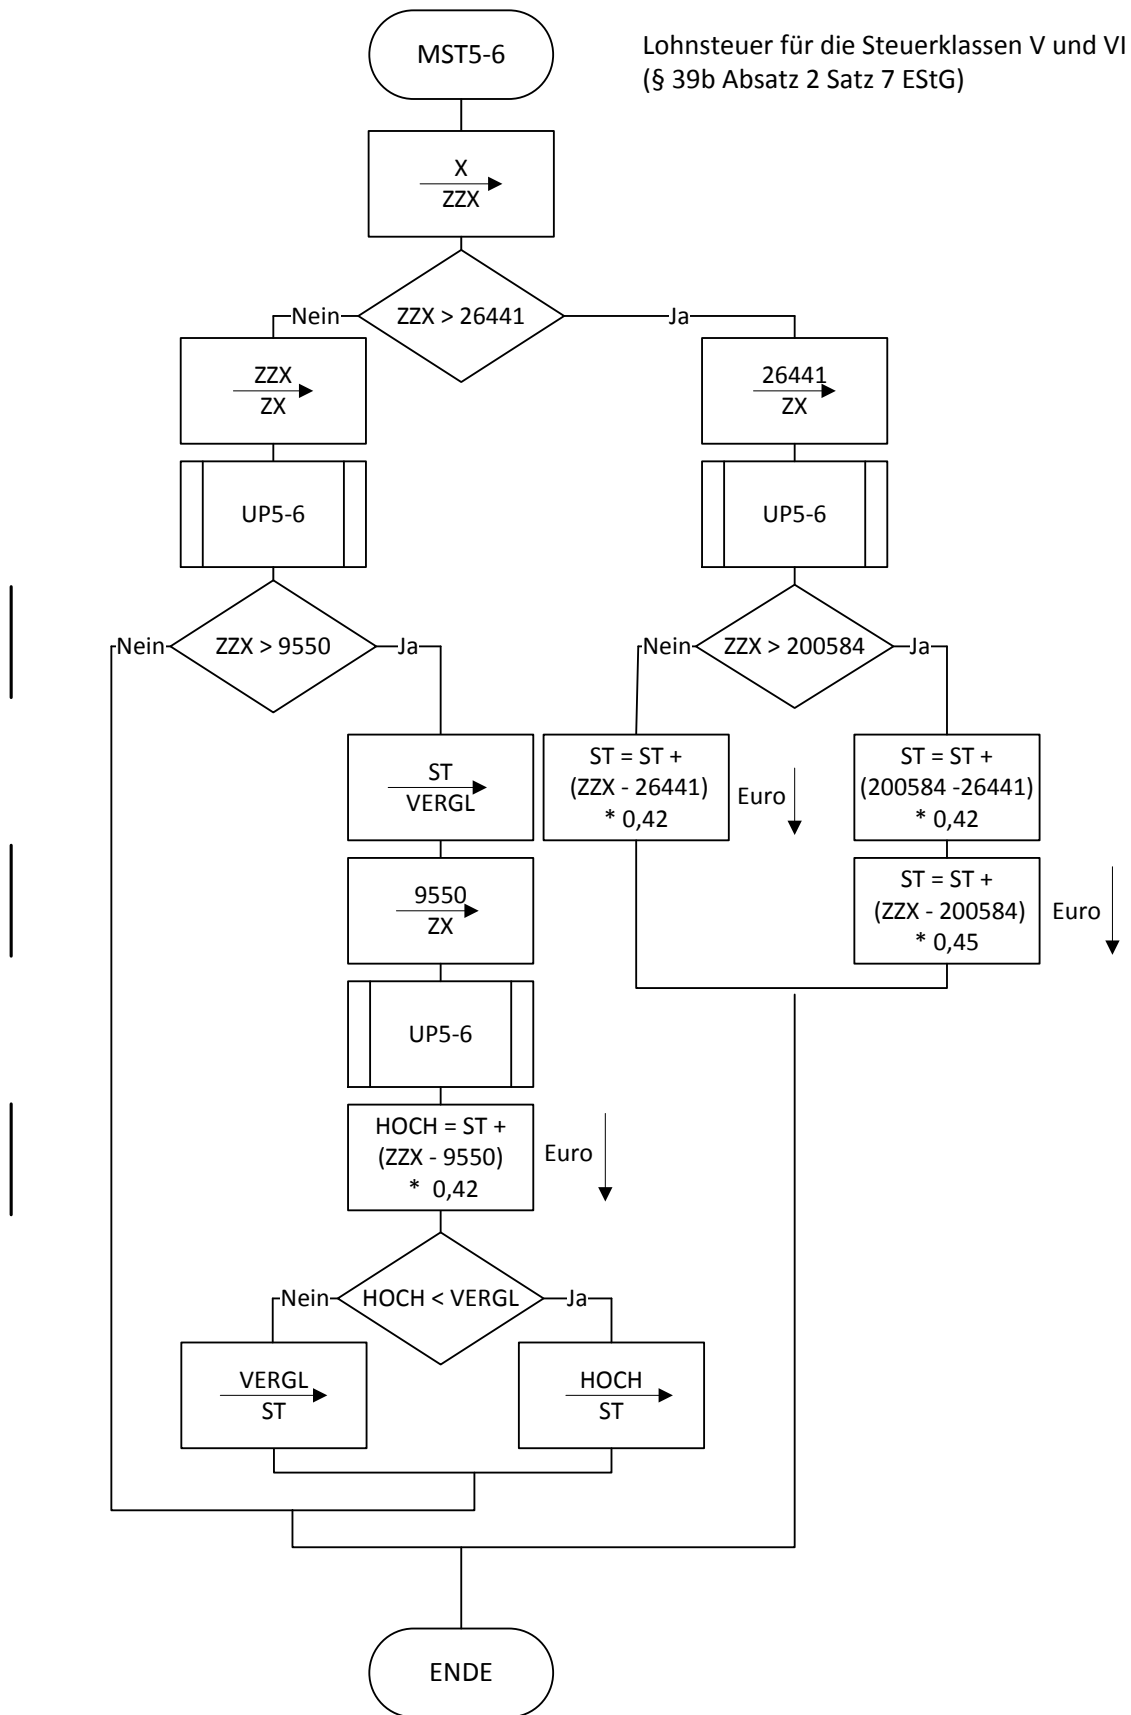 MST5-6
Lohnsteuer für die Steuerklassen V und VI
(§ 39b Absatz 2 Satz 7 EStG)
X
ZZX
Nein
ZZX > 26441
Ja
ZZX
ZX
26441
ZX
UP5-6
UP5-6
Nein
ZZX > 9550
Ja
Nein
ZZX > 200584
Ja
ST
VERGL
ST = ST +
(ZZX - 26441)
* 0,42
Euro
ST = ST +
(200584 -26441)
* 0,42
9550
ZX
ST = ST +
(ZZX - 200584)
* 0,45
Euro
UP5-6
HOCH = ST +
(ZZX - 9550)
* 0,42
Euro
Nein
HOCH < VERGL
Ja
VERGL
ST
HOCH
ST
ENDE